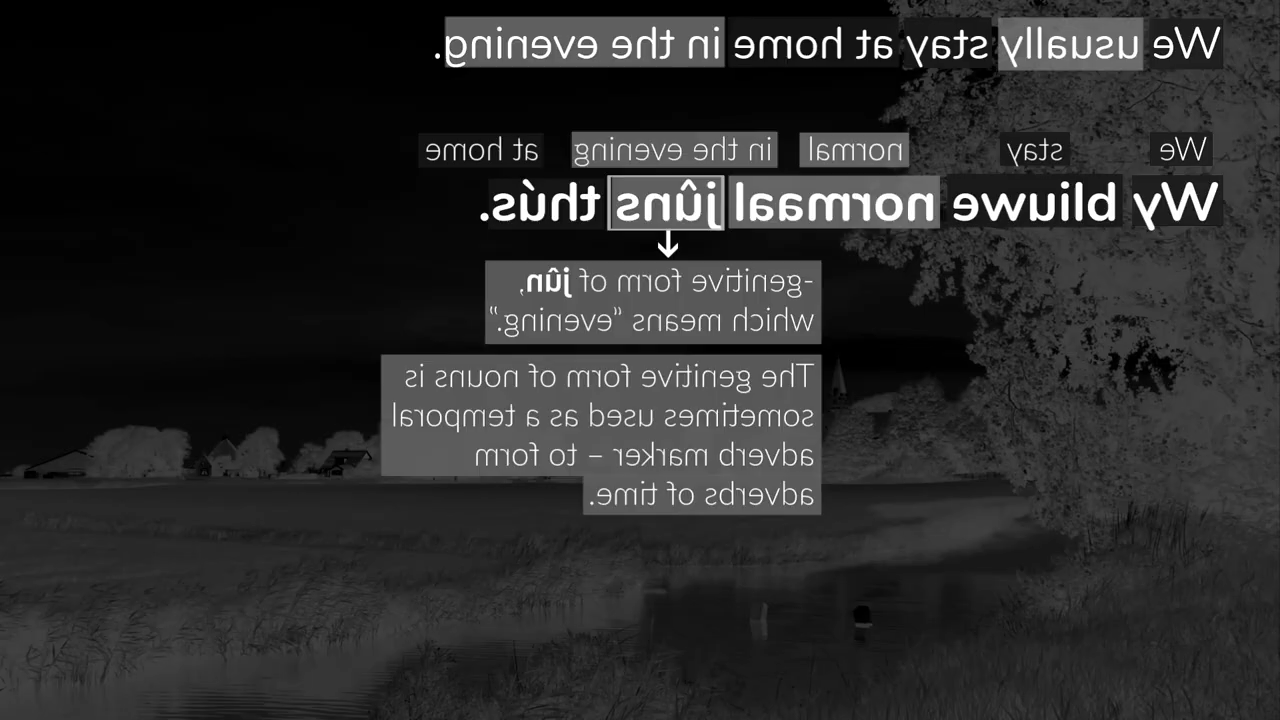 We usually stay at home in the evening.
We stay normal in the evening at home
Wy bliuwe normaal jûns thús.
-genitive form of jûn,
which means “evening.”
The genitive form of nouns is
sometimes used as a temporal
adverb marker – to form
adverbs of time.